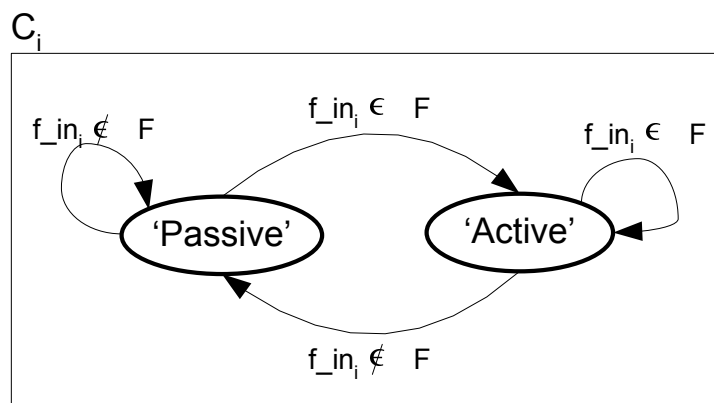 C_i
f_in_i ∉ F
f_in_i ϵ F
f_in_i ϵ F
‘Passive’
‘Active’
f_in_i ∉ F